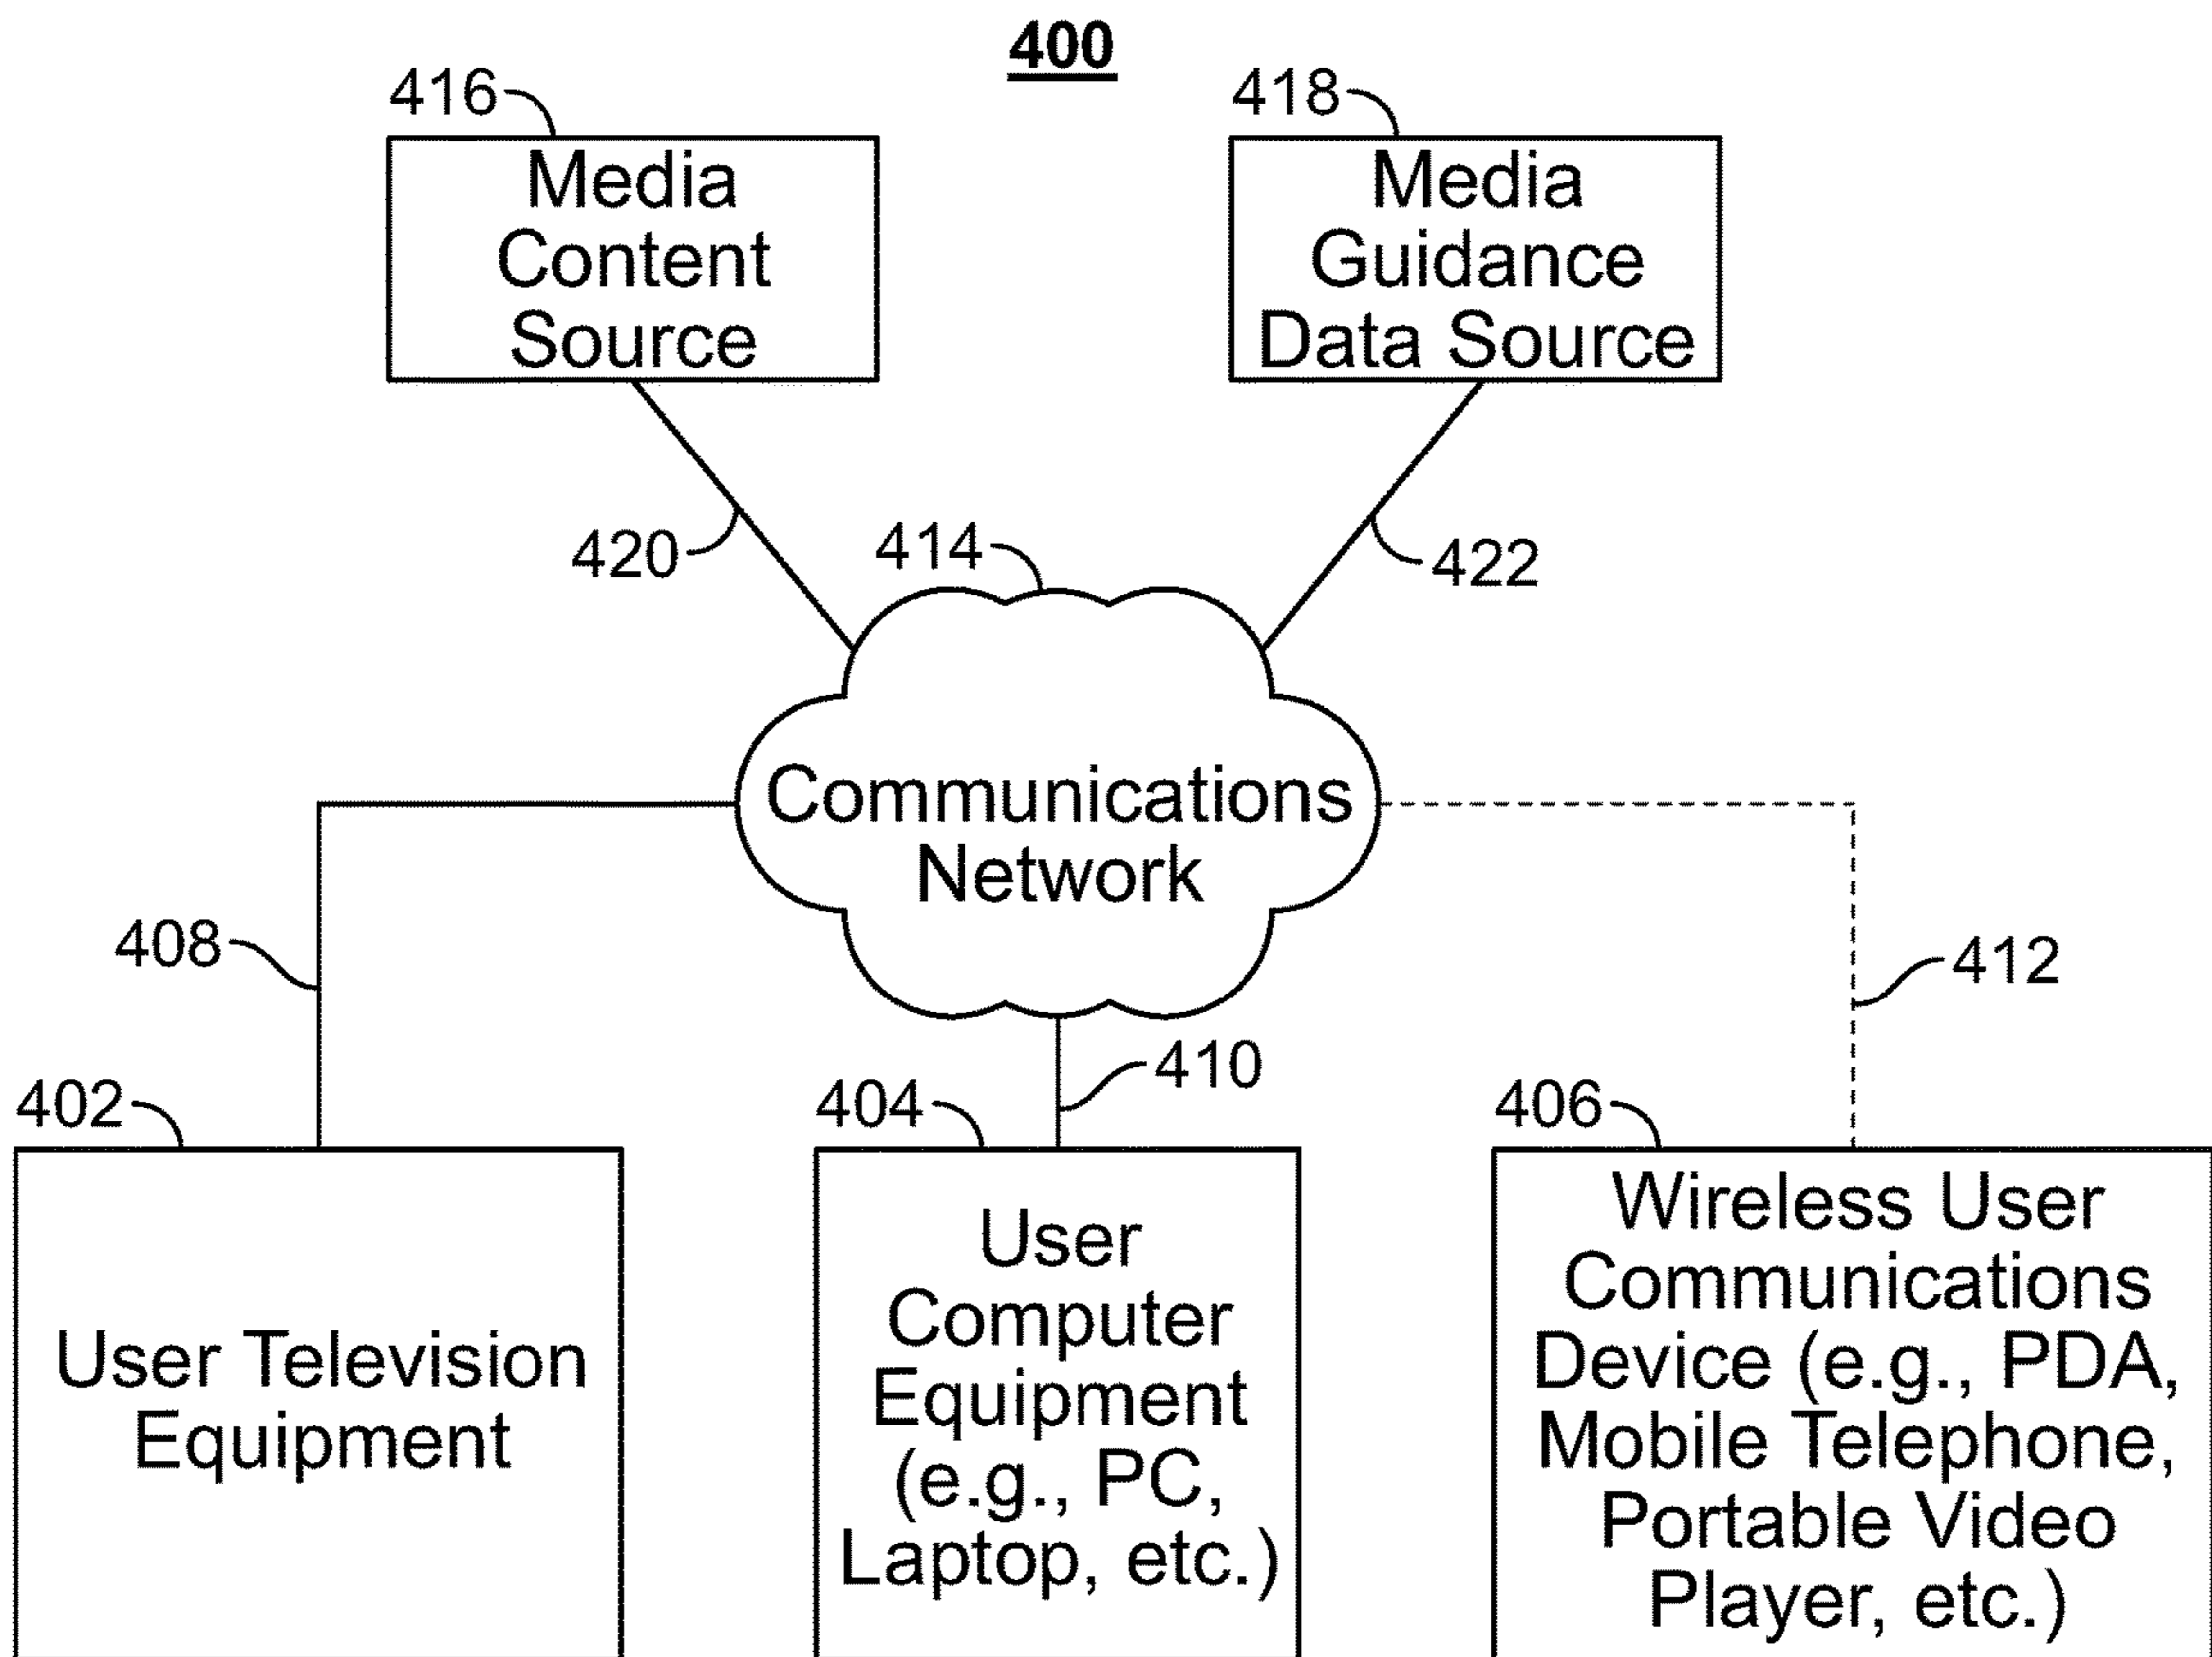 400
416
418
Media
Content
Source
Media
Guidance
Data Source
420
414
422
Communications
Network
408
412
410
402
404
406
User Television
Equipment
User
Computer
Equipment
(e.g., PC,
Laptop, etc.)
Wireless User
Communications
Device (e.g., PDA,
Mobile Telephone,
Portable Video
Player, etc.)